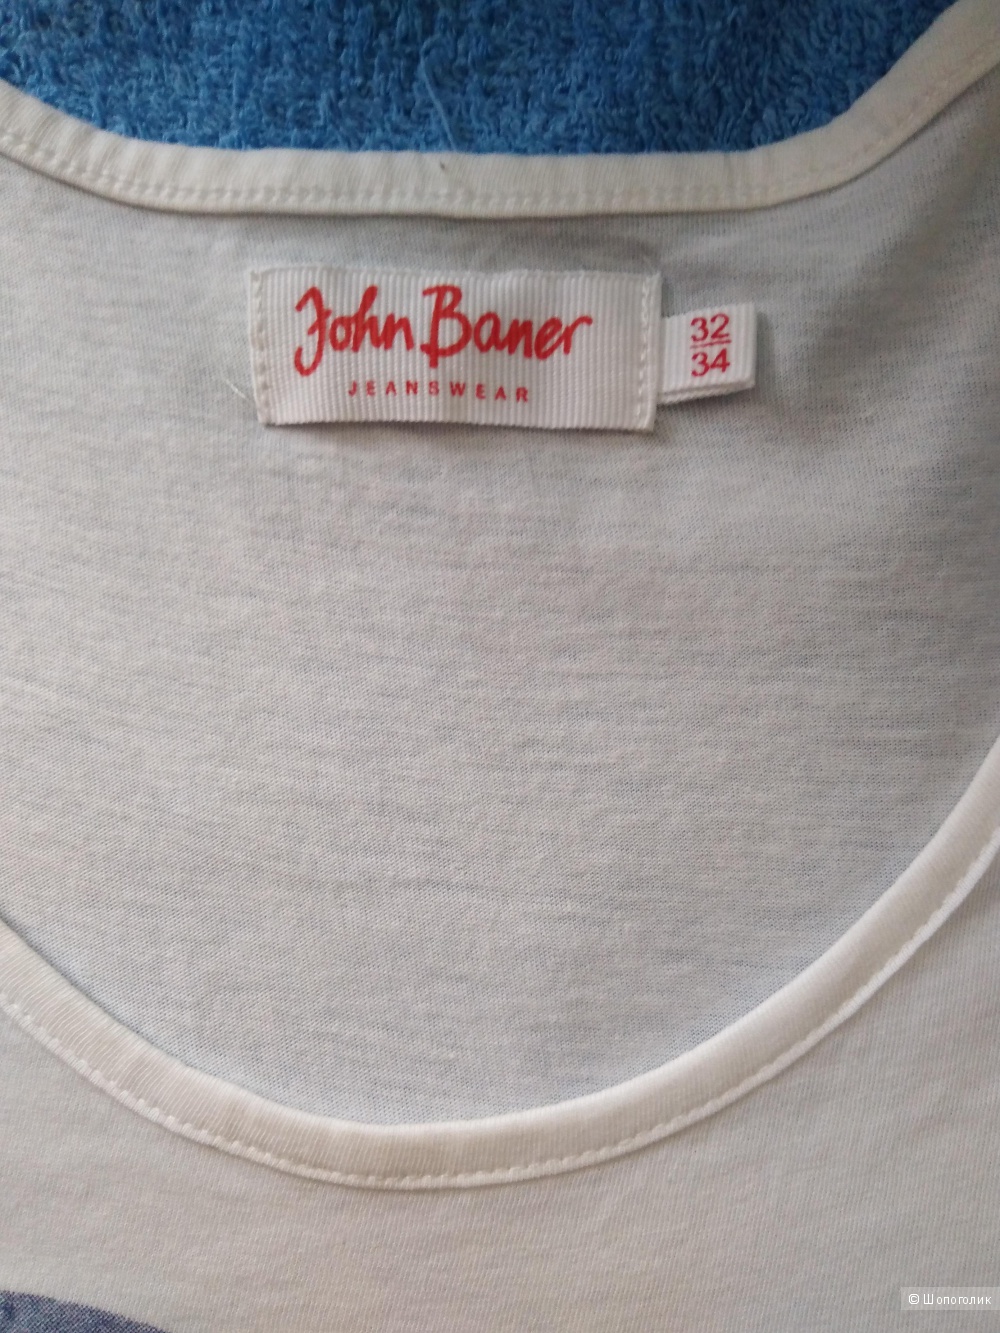 John Baner
JEANSWEAR
32
34
© Шопоголик